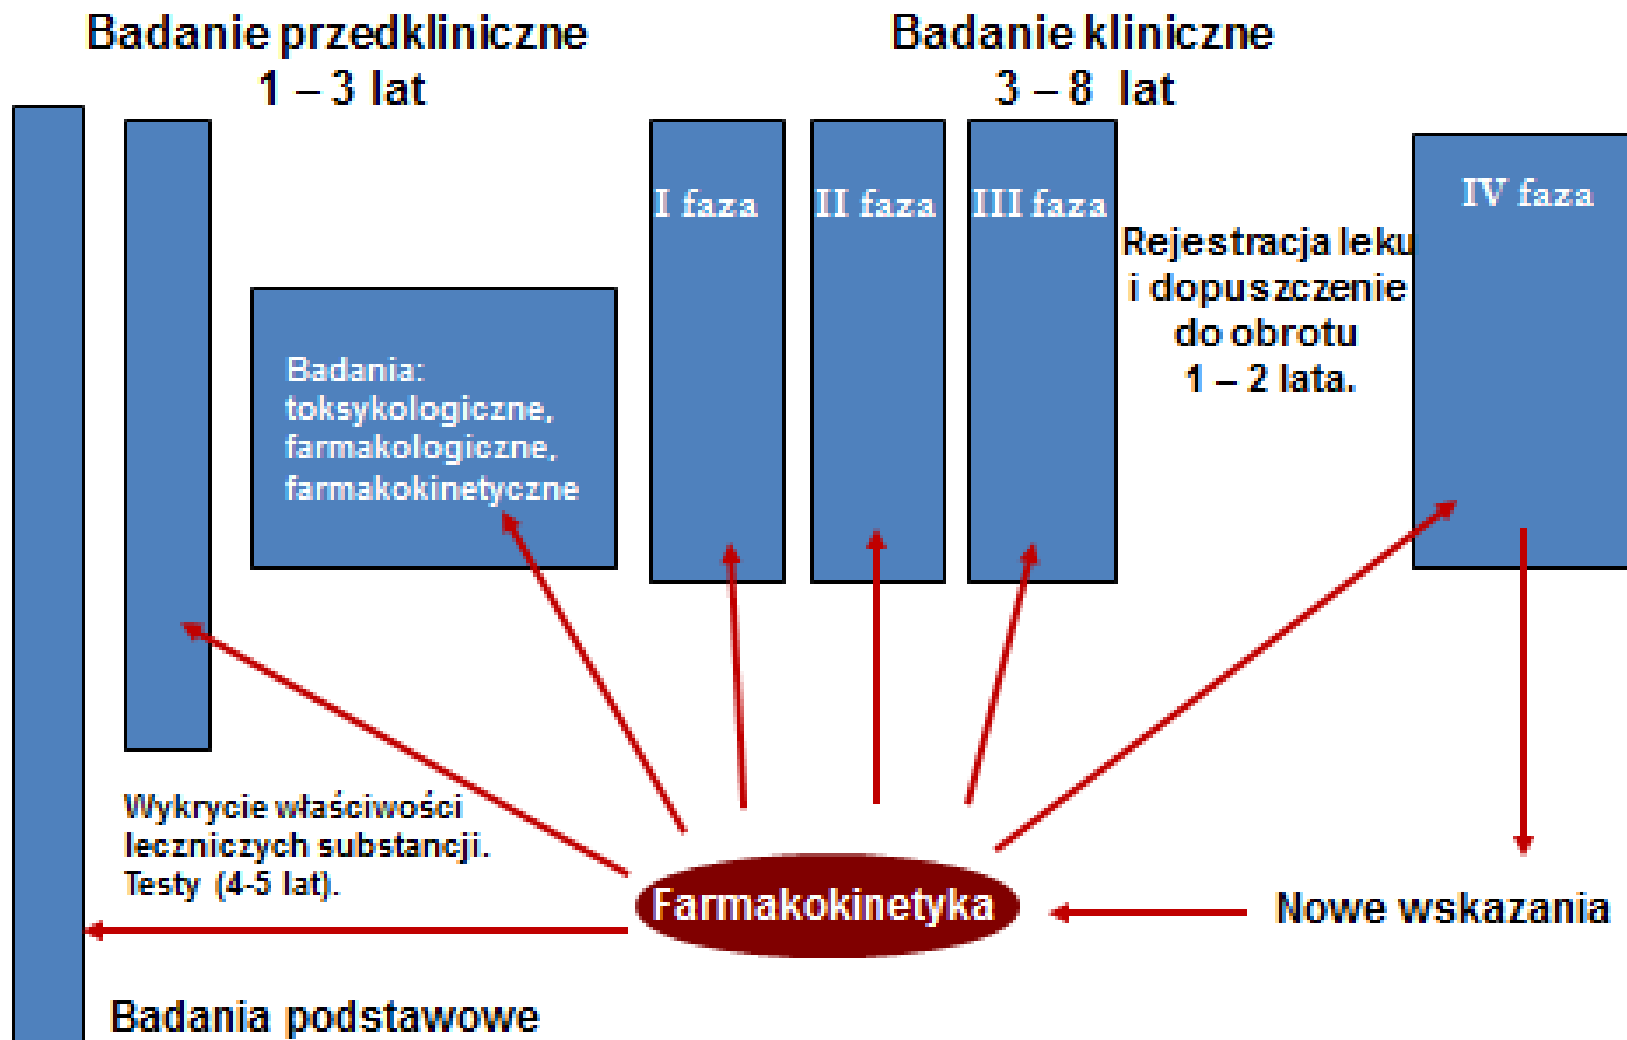 Badanie przedkliniczne
1 – 3 lat
Badanie kliniczne
3 – 8 lat
I faza
II faza
III faza
IV faza
Rejestracja leku
i dopuszczenie
do obrotu
1 – 2 lata.
Badania:
toksykologiczne,
farmakologiczne,
farmakokinetyczne
Wykrycie właściwości
leczniczych substancji.
Testy (4-5 lat).
Farmakokinetyka
Nowe wskazania
Badania podstawowe